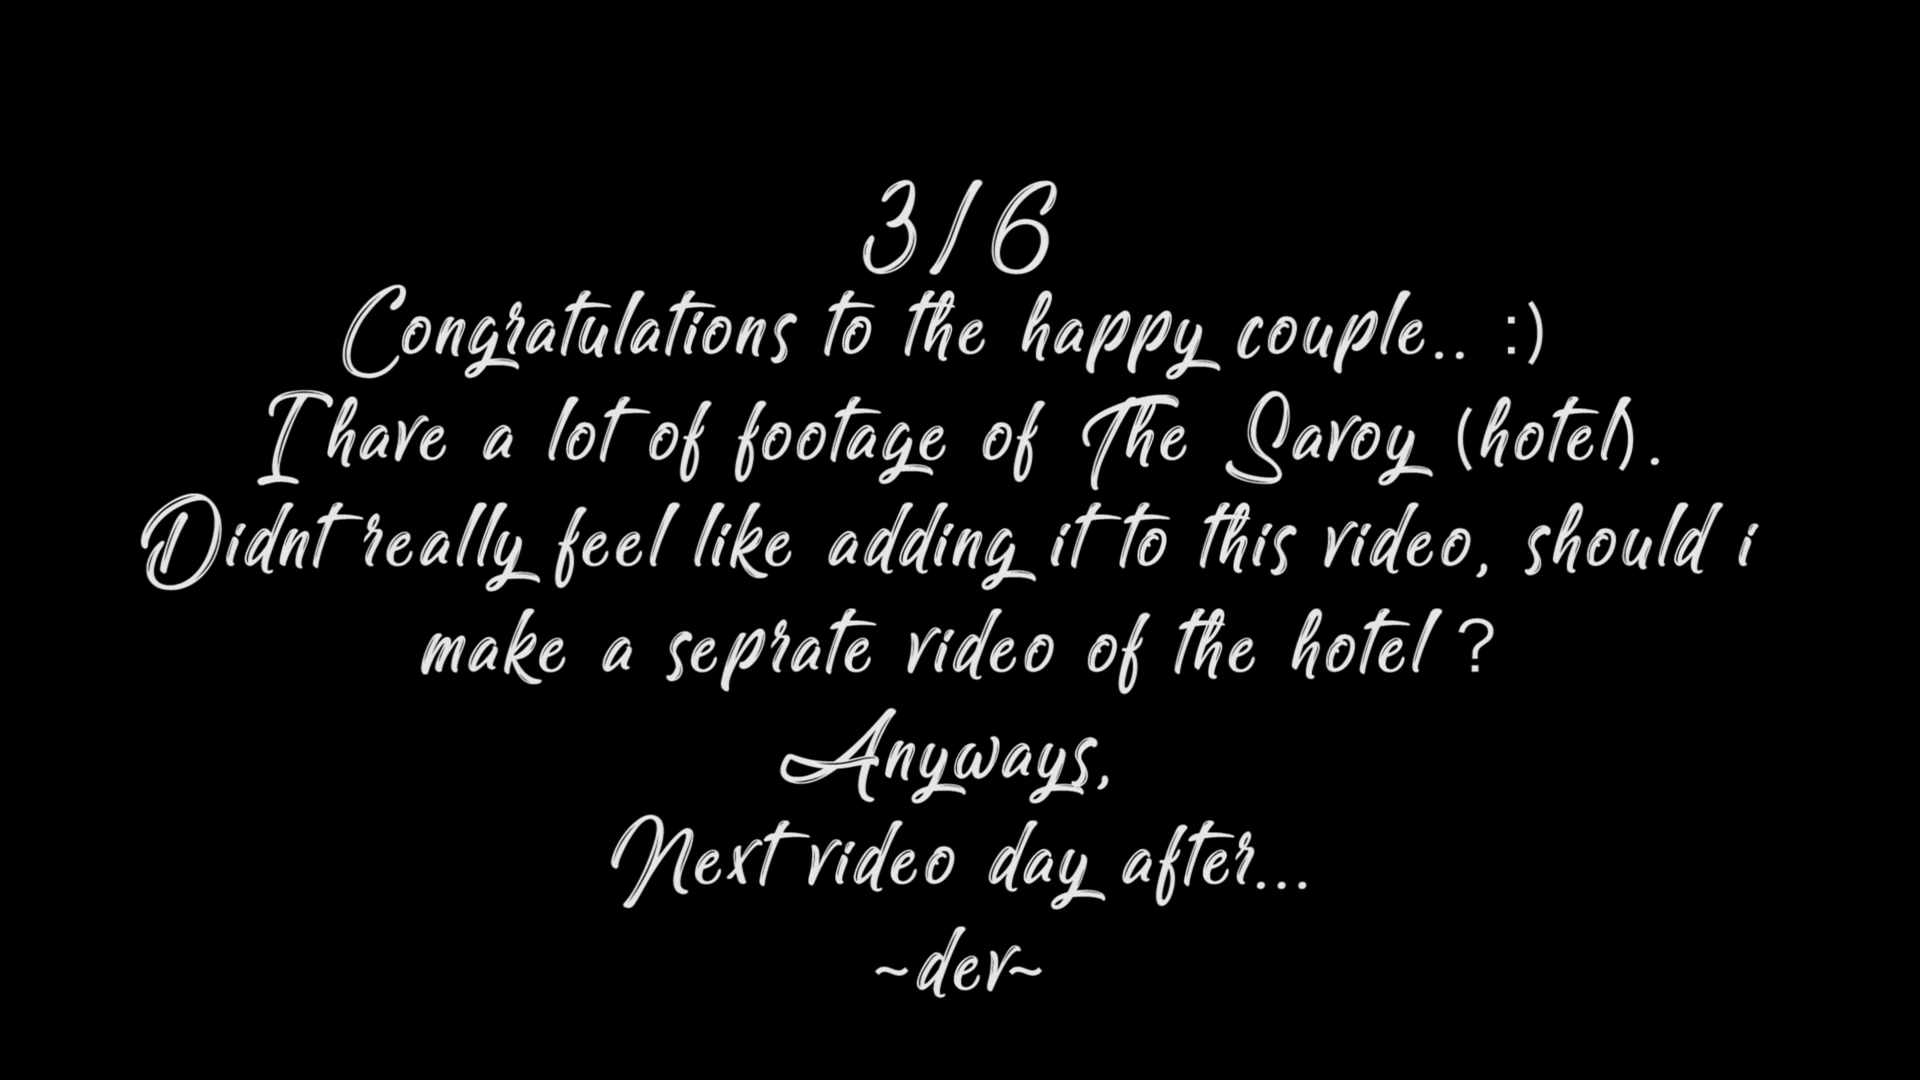 3/6
Congratulations to the happy couple.. :)
I have a lot of footage of The Savoy (hotel).
Didnt really feel like adding it to this video, should i
make a seprate video of the hotel ?
Anyways,
Next video day after...
~dev~